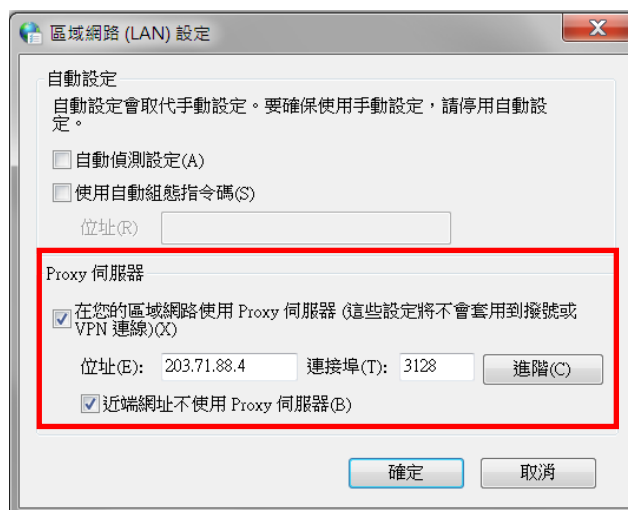 區域網路 (LAN) 設定
自動設定
自動設定會取代手動設定。要確保使用手動設定，請停用自動設
定。
自動偵測設定(A)
使用自動組態指令碼(S)
位址(R)
Proxy 伺服器
在您的區域網路使用 Proxy 伺服器 (這些設定將不會套用到撥號或
VPN 連線)(X)
位址(E): 203.71.88.4 連接埠(T): 3128 進階(C)
近端網址不使用 Proxy 伺服器(B)
確定 取消